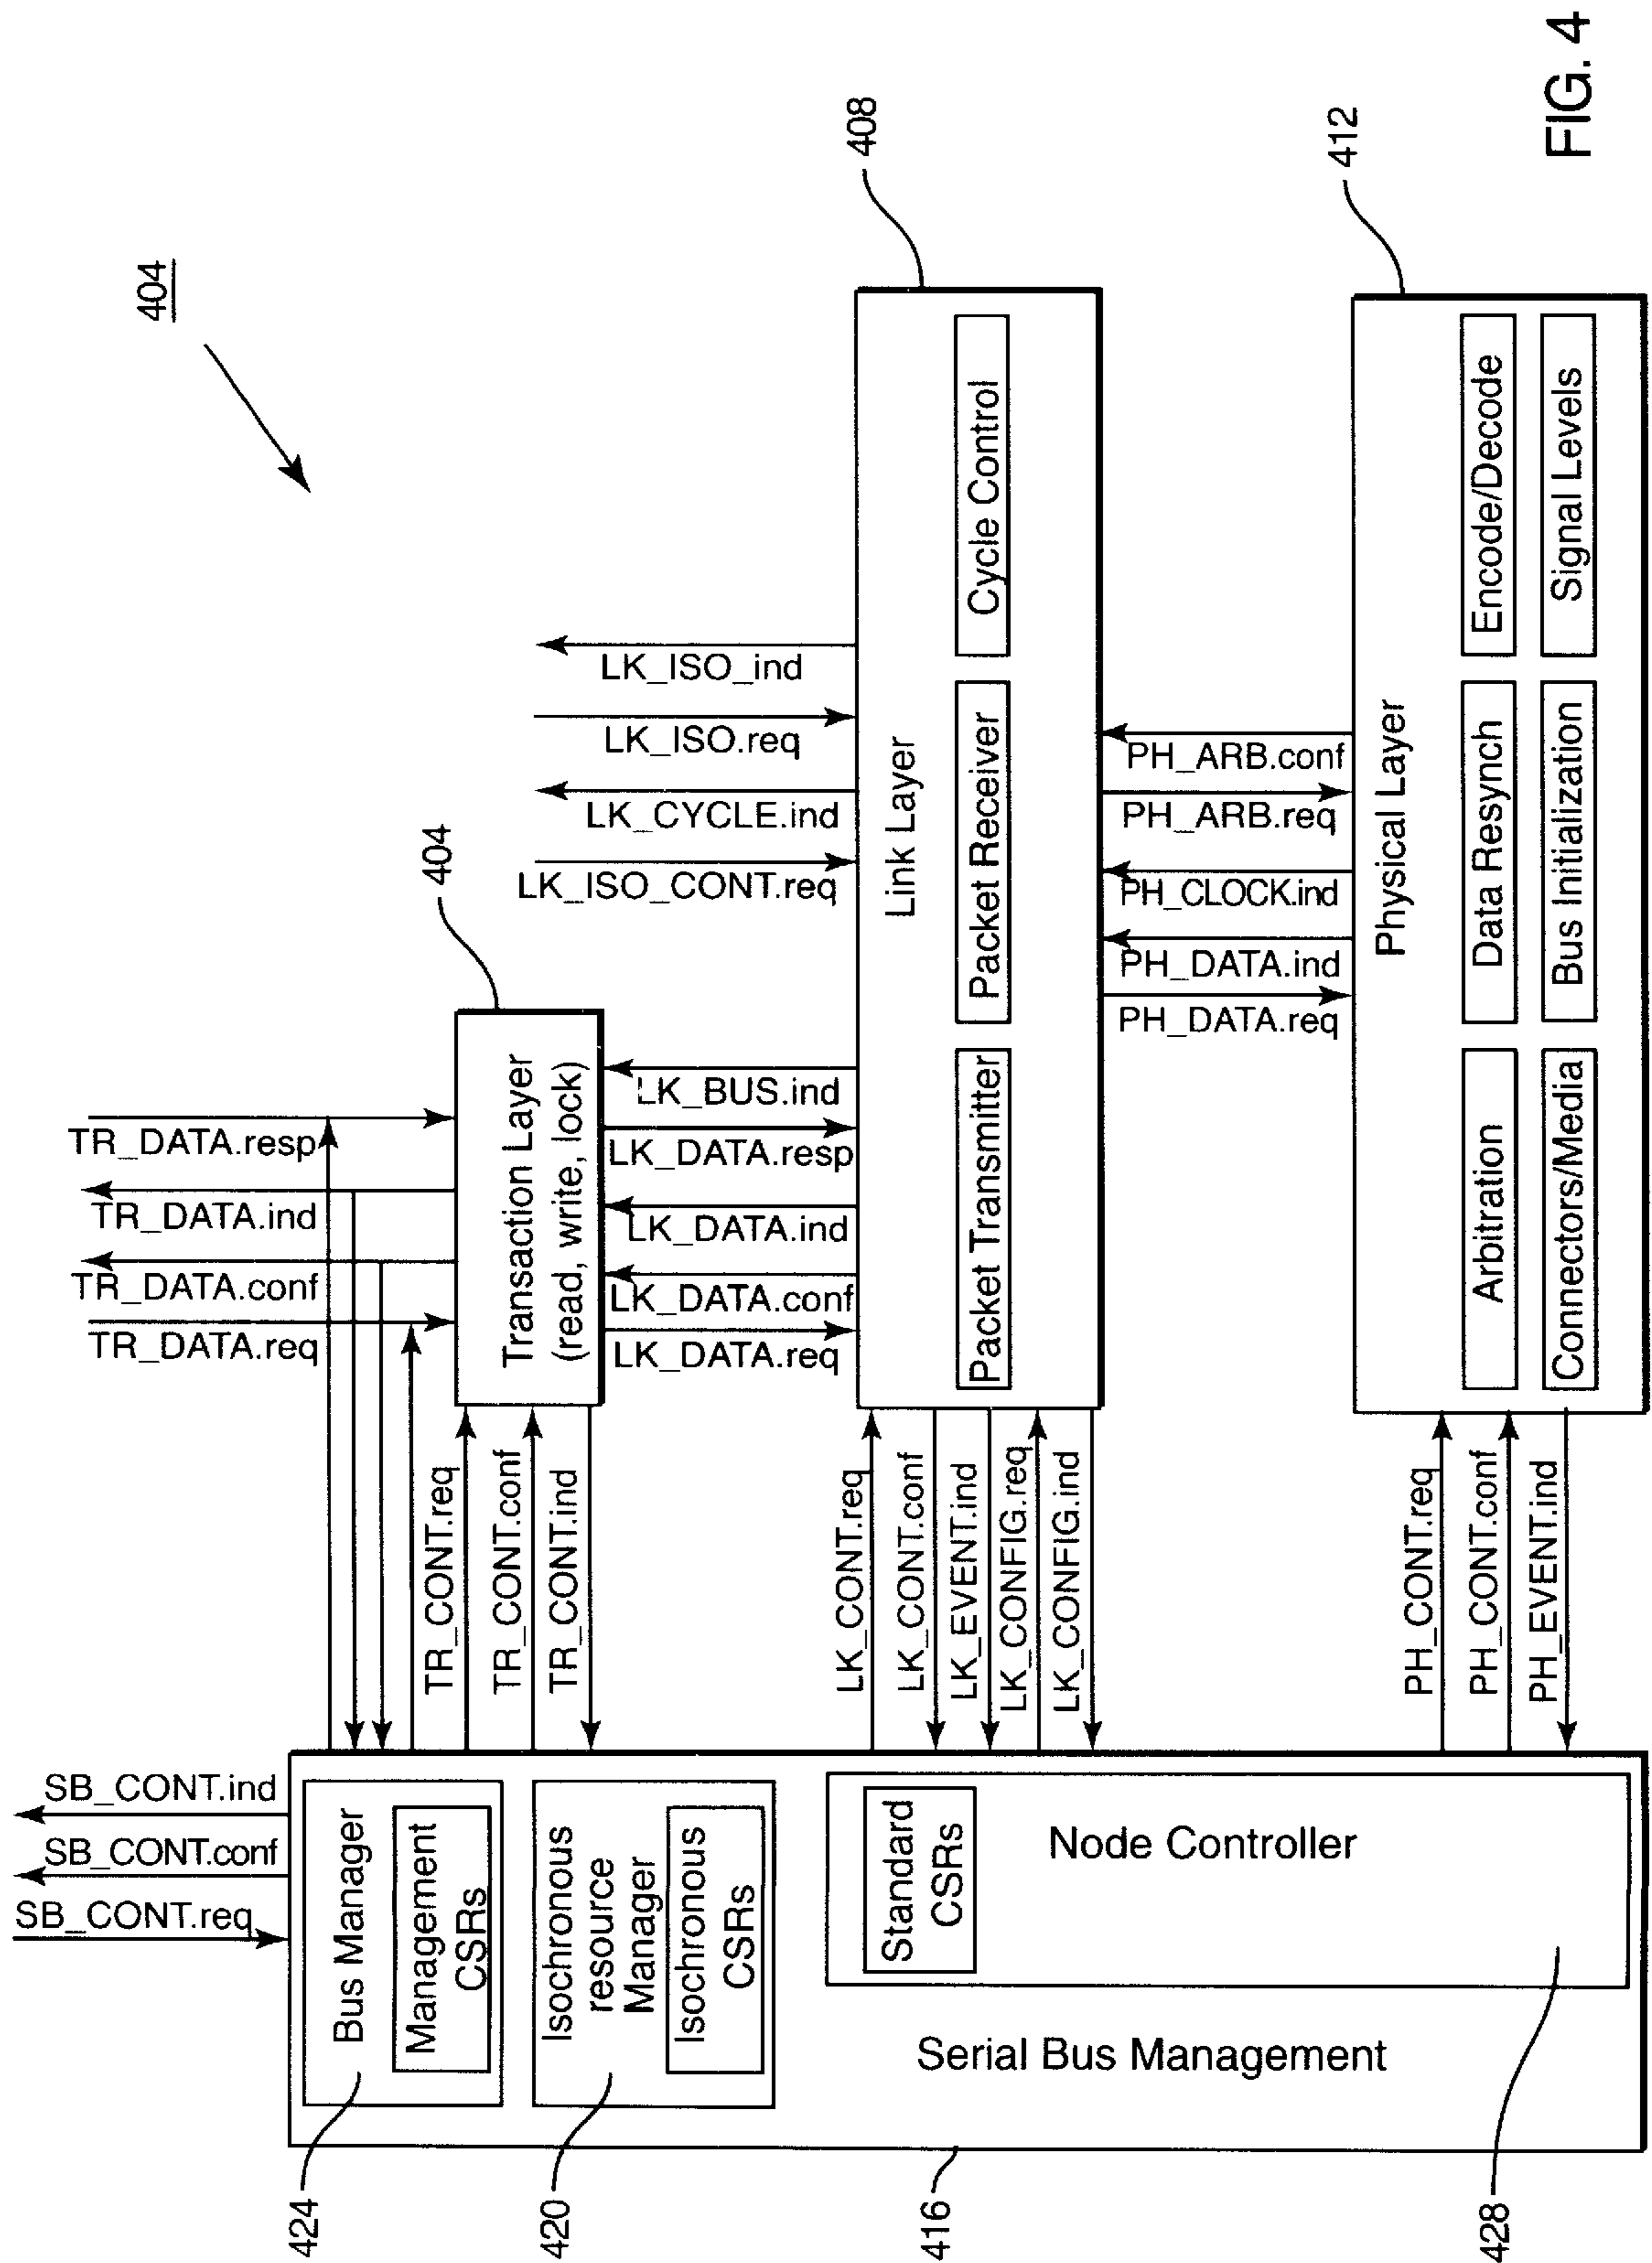 404
SB_CONT.req
SB_CONT.conf
SB_CONT.ind
TR_DATA.req
TR_DATA.conf
TR_DATA.ind
TR_DATA.resp
424
Bus Manager
Management
CSRs
420
Isochronous
resource
Manager
Isochronous
CSRs
416
Serial Bus Management
Standard
CSRs
Node Controller
428
TR_CONT.req
TR_CONT.conf
TR_CONT.ind
Transaction Layer
(read, write, lock)
404
LK_DATA.req
LK_DATA.conf
LK_DATA.ind
LK_DATA.resp
LK_BUS.ind
LK_ISO_CONT.req
LK_CYCLE.ind
LK_ISO.req
LK_ISO_ind
LK_CONT.req
LK_CONT.conf
LK_EVENT.ind
LK_CONFIG.req
LK_CONFIG.ind
Link Layer
Packet Transmitter
Packet Receiver
Cycle Control
408
PH_DATA.req
PH_DATA.ind
PH_CLOCK.ind
PH_ARB.req
PH_ARB.conf
PH_CONT.req
PH_CONT.conf
PH_EVENT.ind
Physical Layer
Arbitration
Data Resynch
Encode/Decode
Connectors/Media
Bus Initialization
Signal Levels
412
FIG. 4